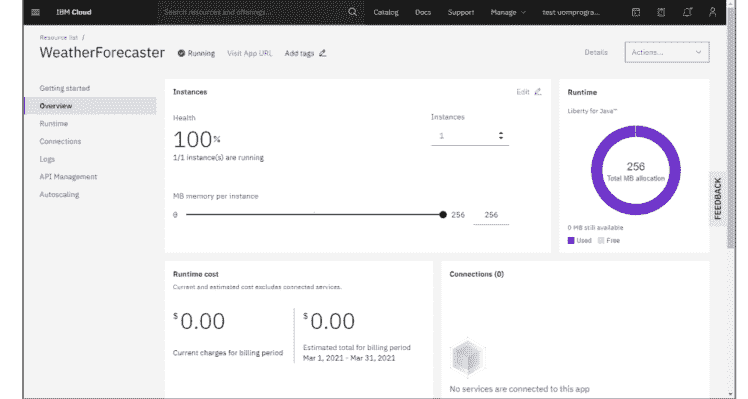 IBM Cloud
Search resources and offerings...
Catalog
Docs
Support
Manage
test uomprogra...
Resource list /
WeatherForecaster
Running
Visit App URL
Add tags
Details
Actions...
Getting started
Overview
Runtime
Connections
Logs
API Management
Autoscaling
Instances
Edit
Health
100%
1/1 instance(s) are running
Instances
1
MB memory per instance
0
256
256
Runtime
Liberty for Java™
256
Total MB allocation
0 MB still available
Used
Free
FEEDBACK
Runtime cost
Current and estimated cost excludes connected services.
$0.00
Current charges for billing period
$0.00
Estimated total for billing period
Mar 1, 2021 - Mar 31, 2021
Connections (0)
No services are connected to this app